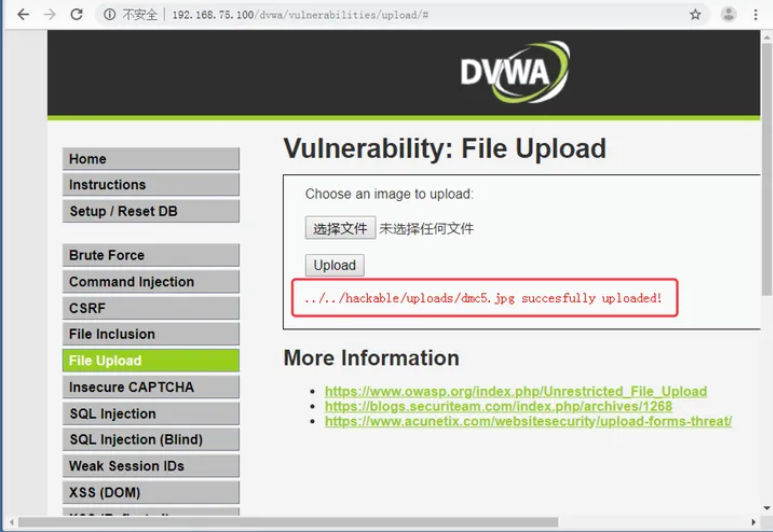 不安全 | 192.168.75.100/dvwa/vulnerabilities/upload/#
DVWA
Home
Instructions
Setup / Reset DB
Brute Force
Command Injection
CSRF
File Inclusion
File Upload
Insecure CAPTCHA
SQL Injection
SQL Injection (Blind)
Weak Session IDs
XSS (DOM)
Vulnerability: File Upload
Choose an image to upload:
选择文件 未选择任何文件
Upload
../../hackable/uploads/dmc5.jpg succesfully uploaded!
More Information
https://www.owasp.org/index.php/Unrestricted_File_Upload
https://blogs.securiteam.com/index.php/archives/1268
https://www.acunetix.com/websitesecurity/upload-forms-threat/